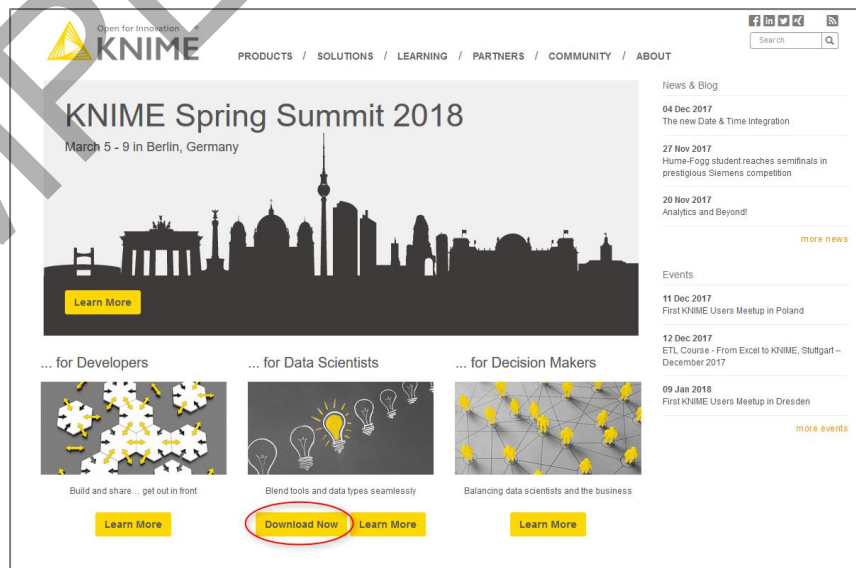 Open for Innovation
KNIME
PRODUCTS / SOLUTIONS / LEARNING / PARTNERS / COMMUNITY / ABOUT
Search
KNIME Spring Summit 2018
March 5 - 9 in Berlin, Germany
Learn More
... for Developers
Build and share... get out in front
Learn More
... for Data Scientists
Blend tools and data types seamlessly
Download Now
Learn More
... for Decision Makers
Balancing data scientists and the business
Learn More
News & Blog
04 Dec 2017
The new Date & Time Integration
27 Nov 2017
Hume-Fogg student reaches semifinals in
prestigious Siemens competition
20 Nov 2017
Analytics and Beyond!
more news
Events
11 Dec 2017
First KNIME Users Meetup in Poland
12 Dec 2017
ETL Course - From Excel to KNIME, Stuttgart –
December 2017
09 Jan 2018
First KNIME Users Meetup in Dresden
more events